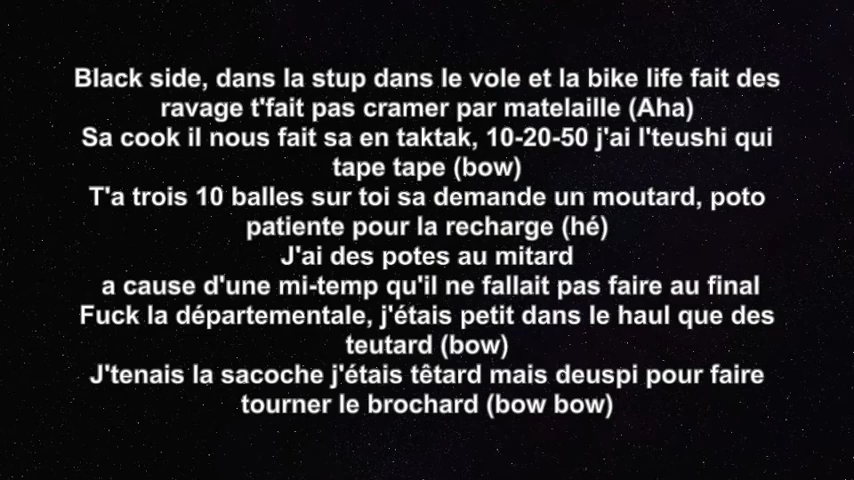 Black side, dans la stup dans le vole et la bike life fait des
ravage t'fait pas cramer par matelaille (Aha)
Sa cook il nous fait sa en taktak, 10-20-50 j'ai l'teushi qui
tape tape (bow)
T'a trois 10 balles sur toi sa demande un moutard, poto
patiente pour la recharge (hé)
J'ai des potes au mitard
a cause d'une mi-temp qu'il ne fallait pas faire au final
Fuck la départementale, j'étais petit dans le haul que des
teutard (bow)
J'tenais la sacoche j'étais têtard mais deuspi pour faire
tourner le brochard (bow bow)